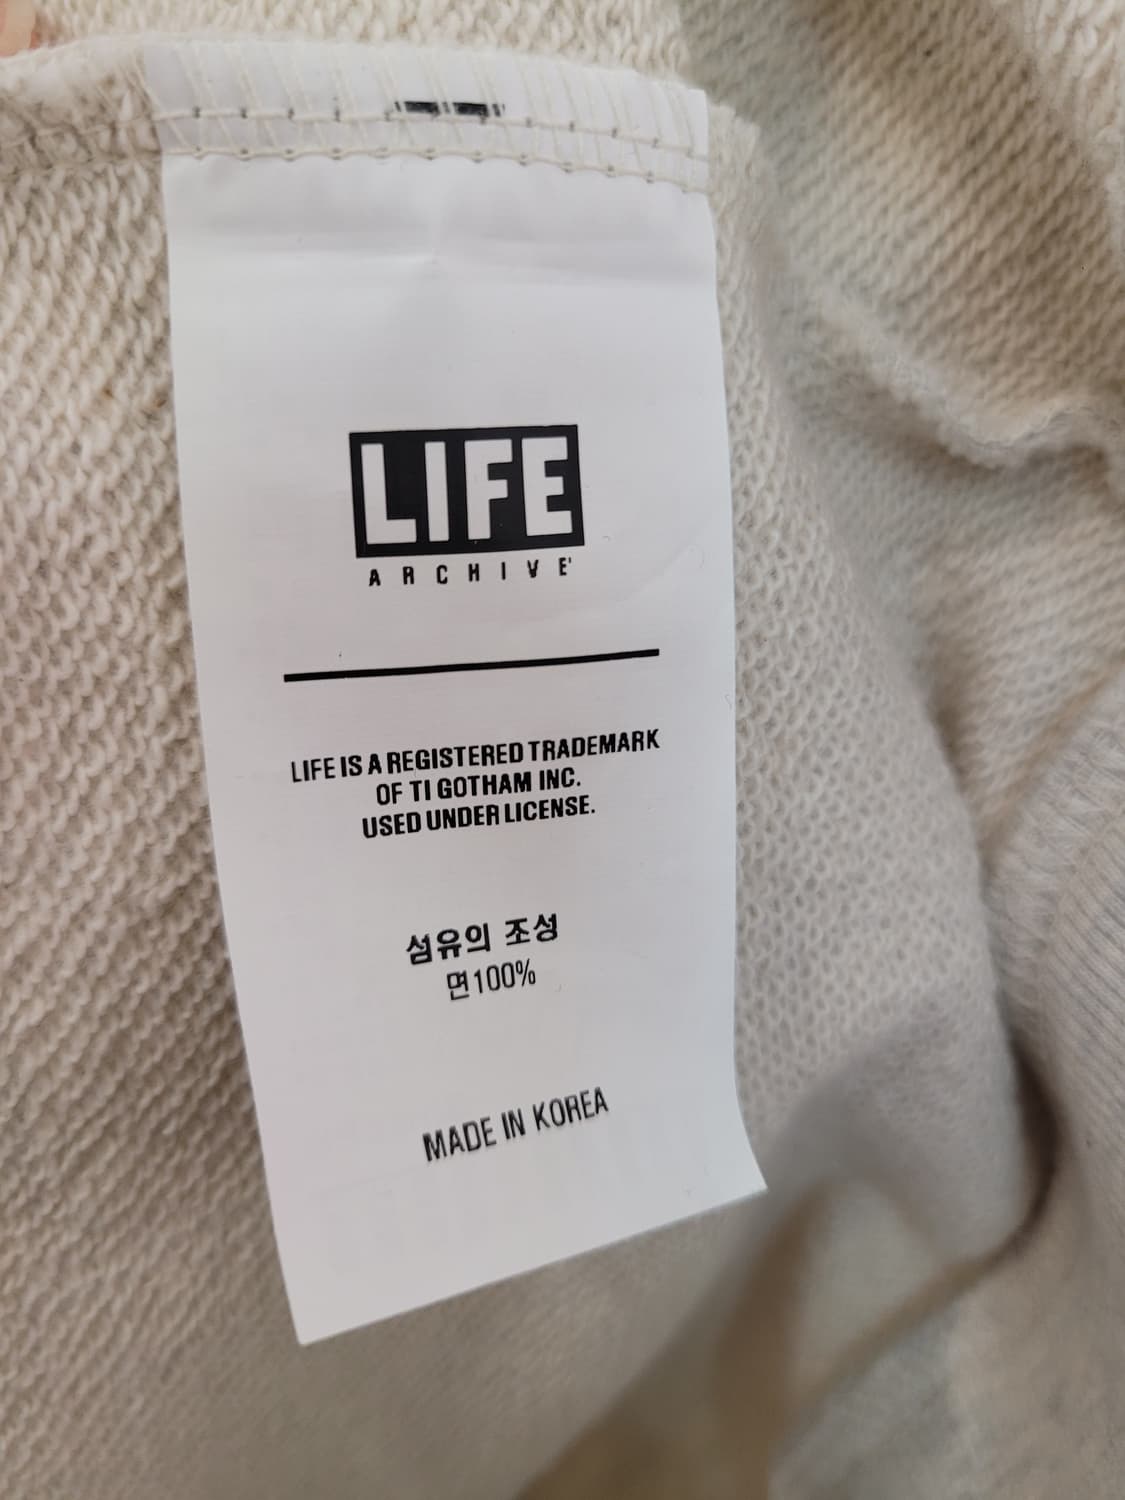 LIFE
ARCHIVE'
LIFE IS A REGISTERED TRADEMARK
OF TI GOTHAM INC.
USED UNDER LICENSE.
섬유의 조성
면100%
MADE IN KOREA